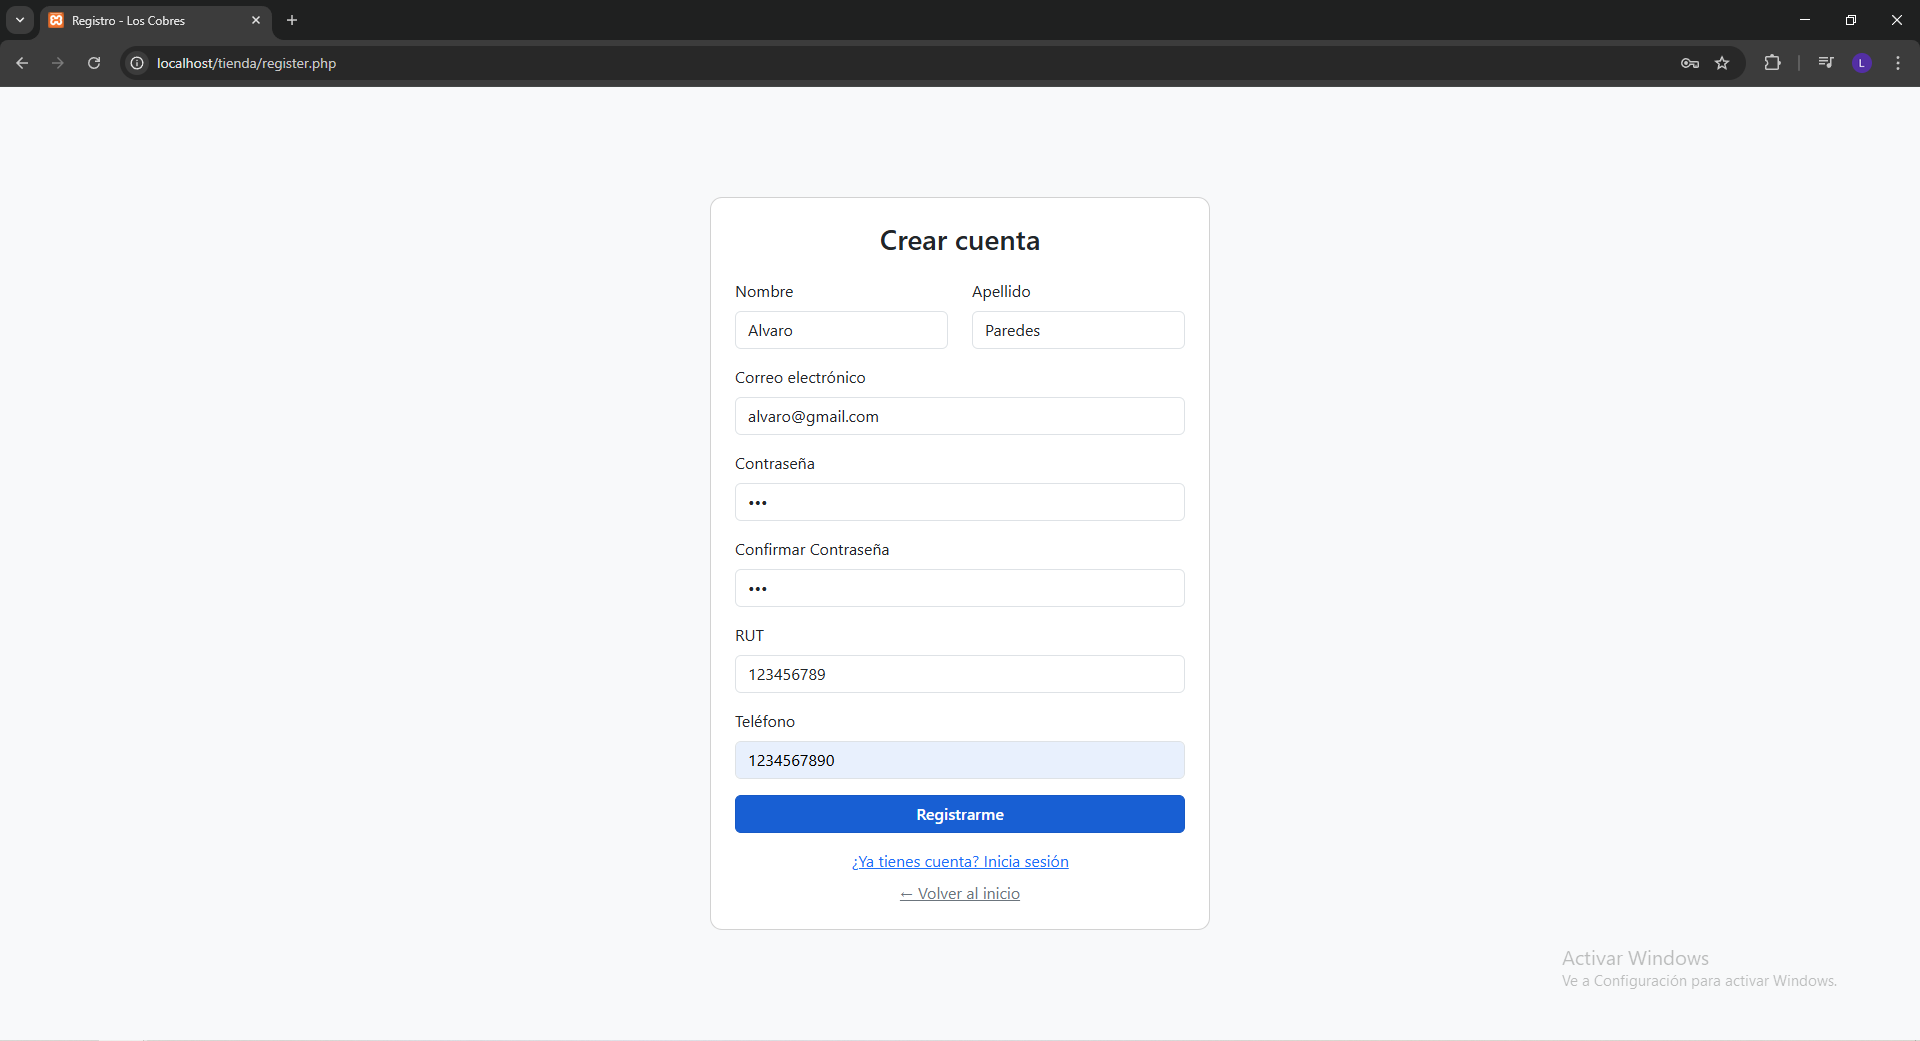 Registro - Los Cobres
localhost/tienda/register.php
L
Crear cuenta
Nombre
Apellido
Alvaro
Paredes
Correo electrónico
alvaro@gmail.com
Contraseña
•••
Confirmar Contraseña
•••
RUT
123456789
Teléfono
1234567890
Registrarme
¿Ya tienes cuenta? Inicia sesión
← Volver al inicio
Activar Windows
Ve a Configuración para activar Windows.